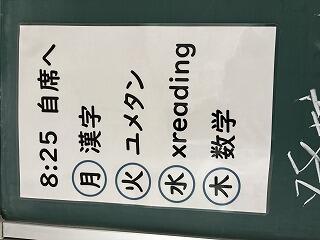 8:25 自席へ
月 漢字
火 ユメタン
水 xreading
木 数学